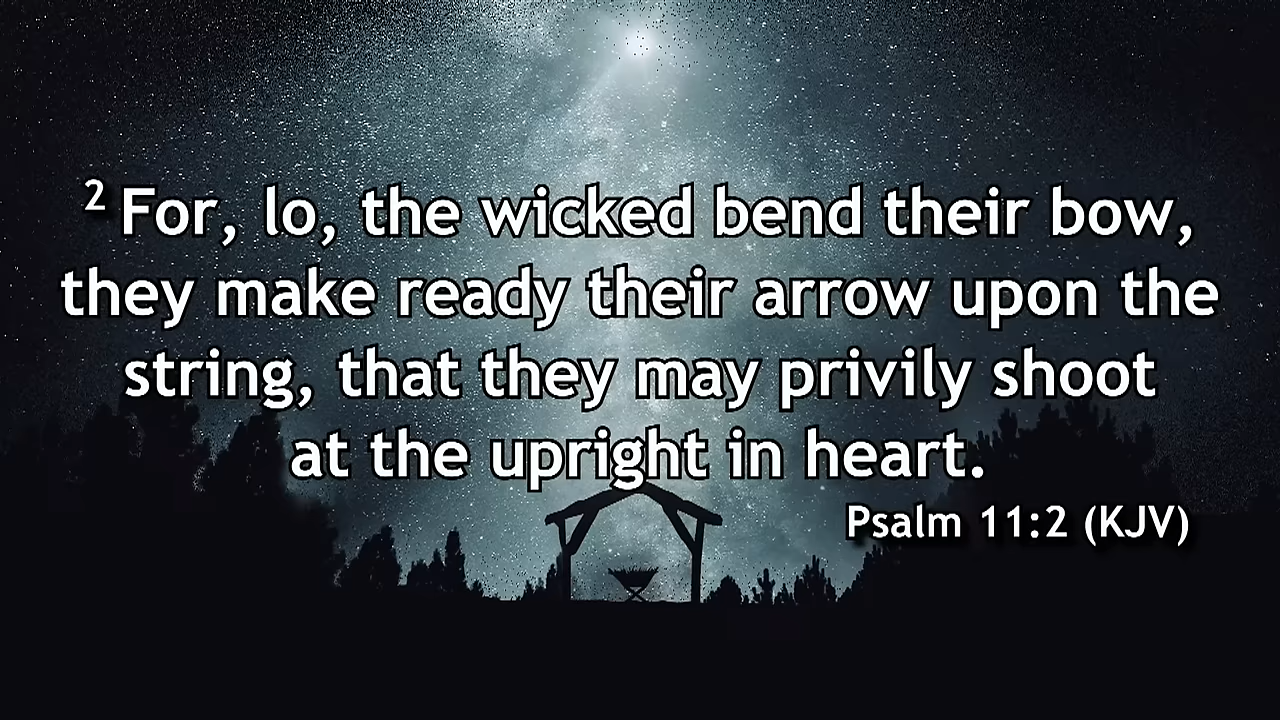 2 For, lo, the wicked bend their bow,
they make ready their arrow upon the
string, that they may privily shoot
at the upright in heart.
Psalm 11:2 (KJV)